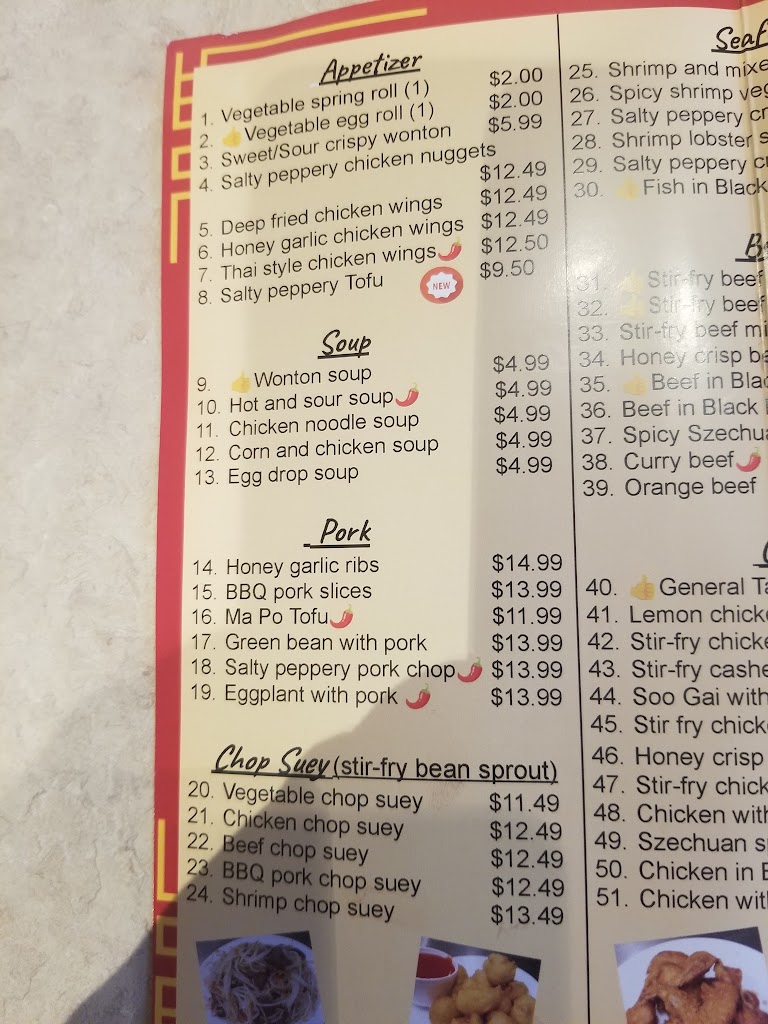 Appetizer
1. Vegetable spring roll (1) $2.00
2. 👍Vegetable egg roll (1) $2.00
3. Sweet/Sour crispy wonton $5.99
4. Salty peppery chicken nuggets
$12.49
5. Deep fried chicken wings $12.49
6. Honey garlic chicken wings $12.49
7. Thai style chicken wings🌶️ $12.50
8. Salty peppery Tofu NEW $9.50
Soup
9. 👍Wonton soup $4.99
10. Hot and sour soup🌶️ $4.99
11. Chicken noodle soup $4.99
12. Corn and chicken soup $4.99
13. Egg drop soup $4.99
Pork
14. Honey garlic ribs $14.99
15. BBQ pork slices $13.99
16. Ma Po Tofu🌶️ $11.99
17. Green bean with pork $13.99
18. Salty peppery pork chop🌶️ $13.99
19. Eggplant with pork 🌶️ $13.99
Chop Suey (stir-fry bean sprout)
20. Vegetable chop suey $11.49
21. Chicken chop suey $12.49
22. Beef chop suey $12.49
23. BBQ pork chop suey $12.49
24. Shrimp chop suey $13.49
Seaf
25. Shrimp and mixe
26. Spicy shrimp veg
27. Salty peppery cr
28. Shrimp lobster s
29. Salty peppery
30. 👍Fish in Black
31. 👍Stir-fry beef
32. 👍Stir-fry beef
33. Stir-fry beef mi
34. Honey crisp be
35. 👍Beef in Blac
36. Beef in Black
37. Spicy Szechua
38. Curry beef🌶️
39. Orange beef
40. 👍General Ta
41. Lemon chicke
42. Stir-fry chicke
43. Stir-fry cashe
44. Soo Gai with
45. Stir fry chick
46. Honey crisp
47. Stir-fry chick
48. Chicken with
49. Szechuan s
50. Chicken in
51. Chicken wit